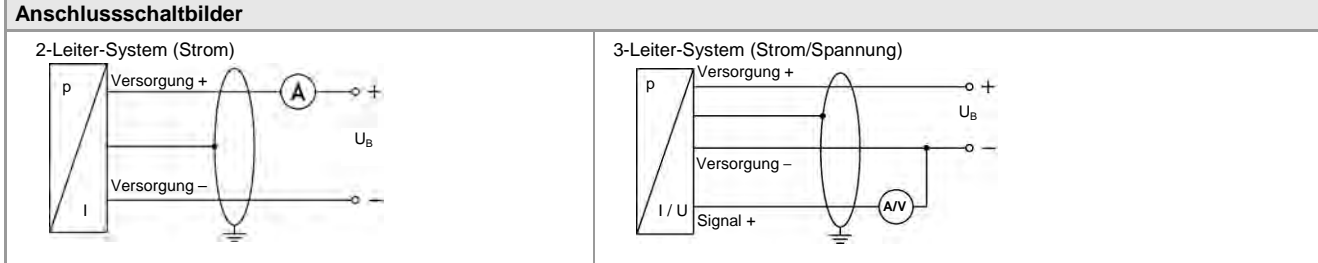 Anschlussschaltbilder
2-Leiter-System (Strom)
p
Versorgung +
A
+
U_B
Versorgung –
I
–
3-Leiter-System (Strom/Spannung)
p
Versorgung +
+
U_B
–
Versorgung –
I / U
Signal +
A/V